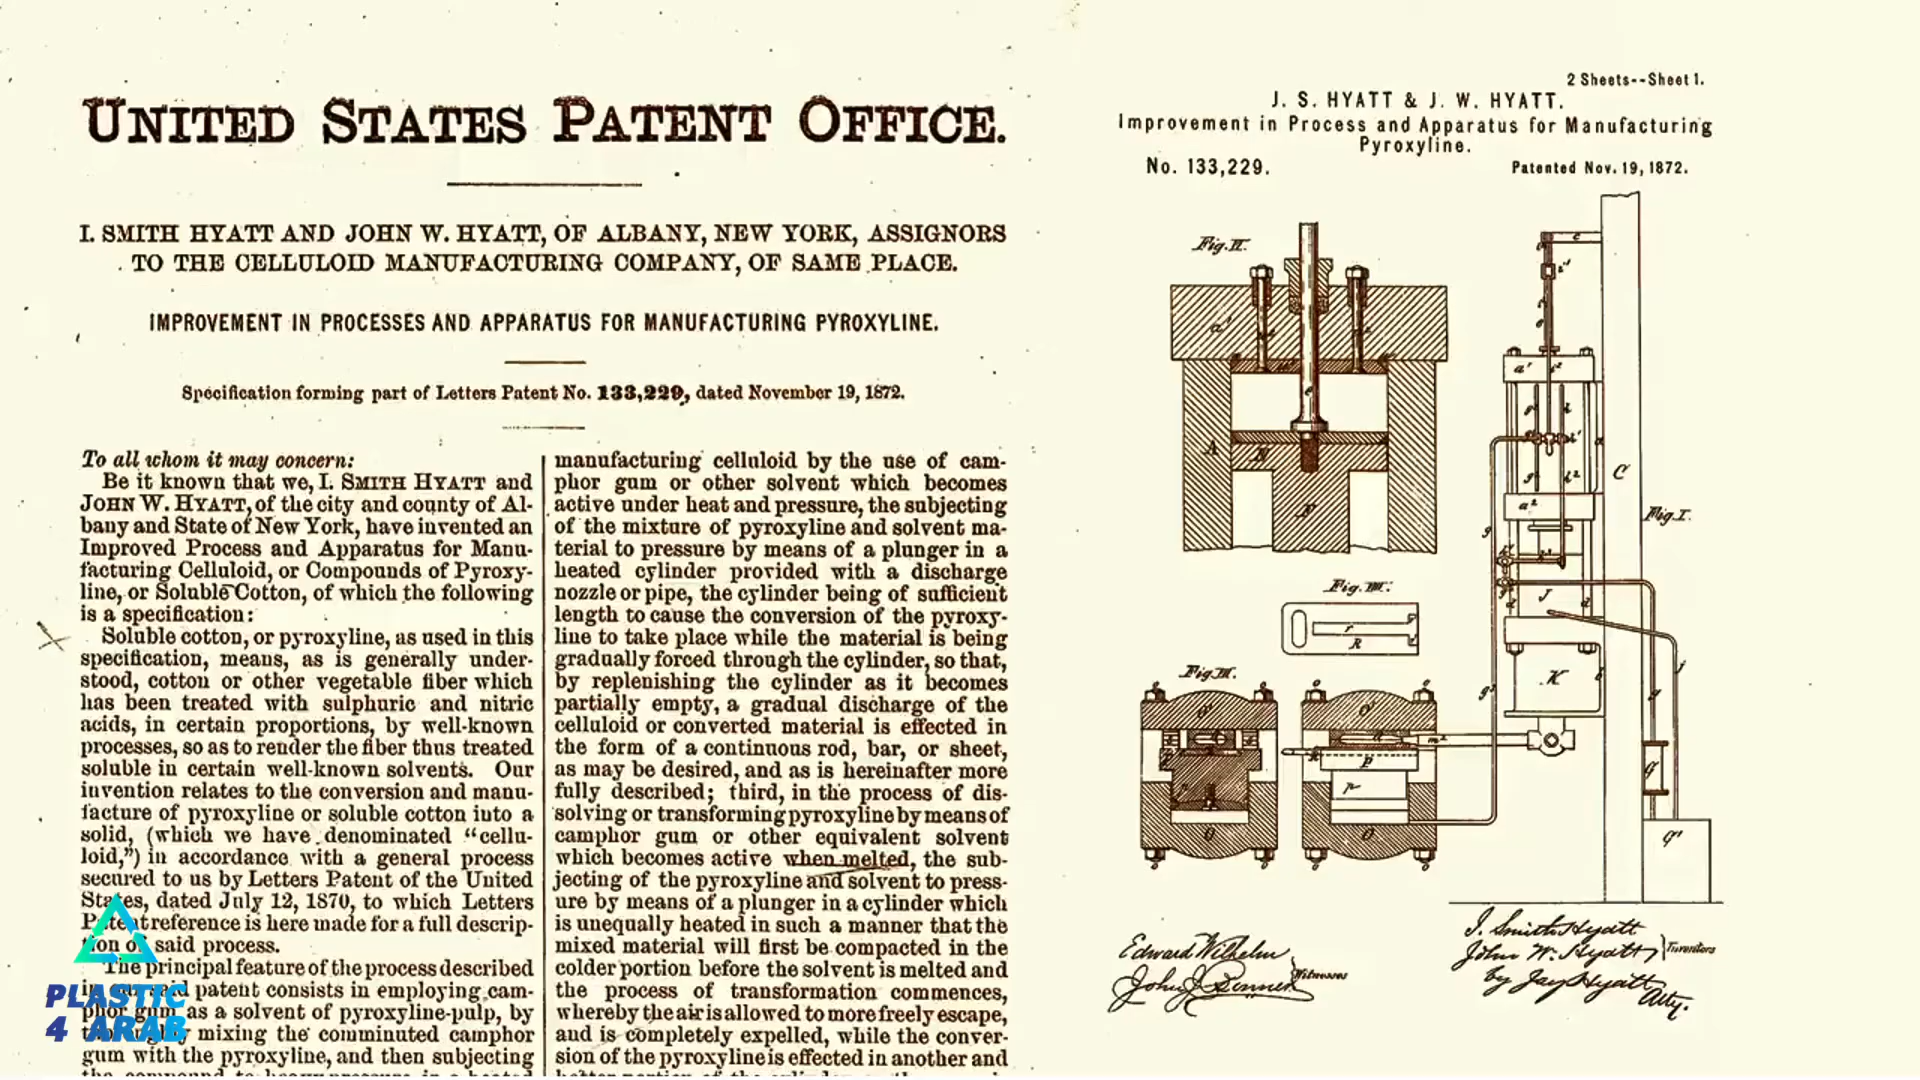 UNITED STATES PATENT OFFICE.
I. SMITH HYATT AND JOHN W. HYATT, OF ALBANY, NEW YORK, ASSIGNORS
TO THE CELLULOID MANUFACTURING COMPANY, OF SAME PLACE.
IMPROVEMENT IN PROCESSES AND APPARATUS FOR MANUFACTURING PYROXYLINE.
Specification forming part of Letters Patent No. 133,229, dated November 19, 1872.
To all whom it may concern:
Be it known that we, I. SMITH HYATT and
JOHN W. HYATT, of the city and county of Al-
bany and State of New York, have invented an
Improved Process and Apparatus for Manu-
facturing Celluloid, or Compounds of Pyroxy-
line, or Soluble Cotton, of which the following
is a specification:
Soluble cotton, or pyroxyline, as used in this
specification, means, as is generally under-
stood, cotton or other vegetable fiber which
has been treated with sulphuric and nitric
acids, in certain proportions, by well-known
processes, so as to render the fiber thus treated
soluble in certain well-known solvents. Our
invention relates to the conversion and manu-
facture of pyroxyline or soluble cotton into a
solid, (which we have denominated "cellu-
loid,") in accordance with a general process
secured to us by Letters Patent of the United
States, dated July 12, 1870, to which Letters
Patent reference is here made for a full descrip-
tion of said process.
The principal feature of the process described
in said patent consists in employing cam-
phor gum as a solvent of pyroxyline-pulp, by
thoroughly mixing the comminuted camphor
gum with the pyroxyline, and then subjecting
manufacturing celluloid by the use of cam-
phor gum or other solvent which becomes
active under heat and pressure, the subjecting
of the mixture of pyroxyline and solvent ma-
terial to pressure by means of a plunger in a
heated cylinder provided with a discharge
nozzle or pipe, the cylinder being of sufficient
length to cause the conversion of the pyroxy-
line to take place while the material is being
gradually forced through the cylinder, so that,
by replenishing the cylinder as it becomes
partially empty, a gradual discharge of the
celluloid or converted material is effected in
the form of a continuous rod, bar, or sheet,
as may be desired, and as is hereinafter more
fully described; third, in the process of dis-
solving or transforming pyroxyline by means of
camphor gum or other equivalent solvent
which becomes active when melted, the sub-
jecting of the pyroxyline and solvent to press-
ure by means of a plunger in a cylinder which
is unequally heated in such a manner that the
mixed material will first be compacted in the
colder portion before the solvent is melted and
the process of transformation commences,
whereby the air is allowed to more freely escape,
and is completely expelled, while the conver-
sion of the pyroxyline is effected in another and
PLASTIC
4 ARAB
2 Sheets--Sheet 1.
J. S. HYATT & J. W. HYATT.
Improvement in Process and Apparatus for Manufacturing
Pyroxyline.
No. 133,229. Patented Nov. 19, 1872.
Fig. II.
Fig. I.
A
C
K
R
O
O
G'
Edward Wilhelm
John J. Bonner
Witnesses
I. Smith Hyatt
John W. Hyatt
Inventors
by Jay Hyatt
Atty.